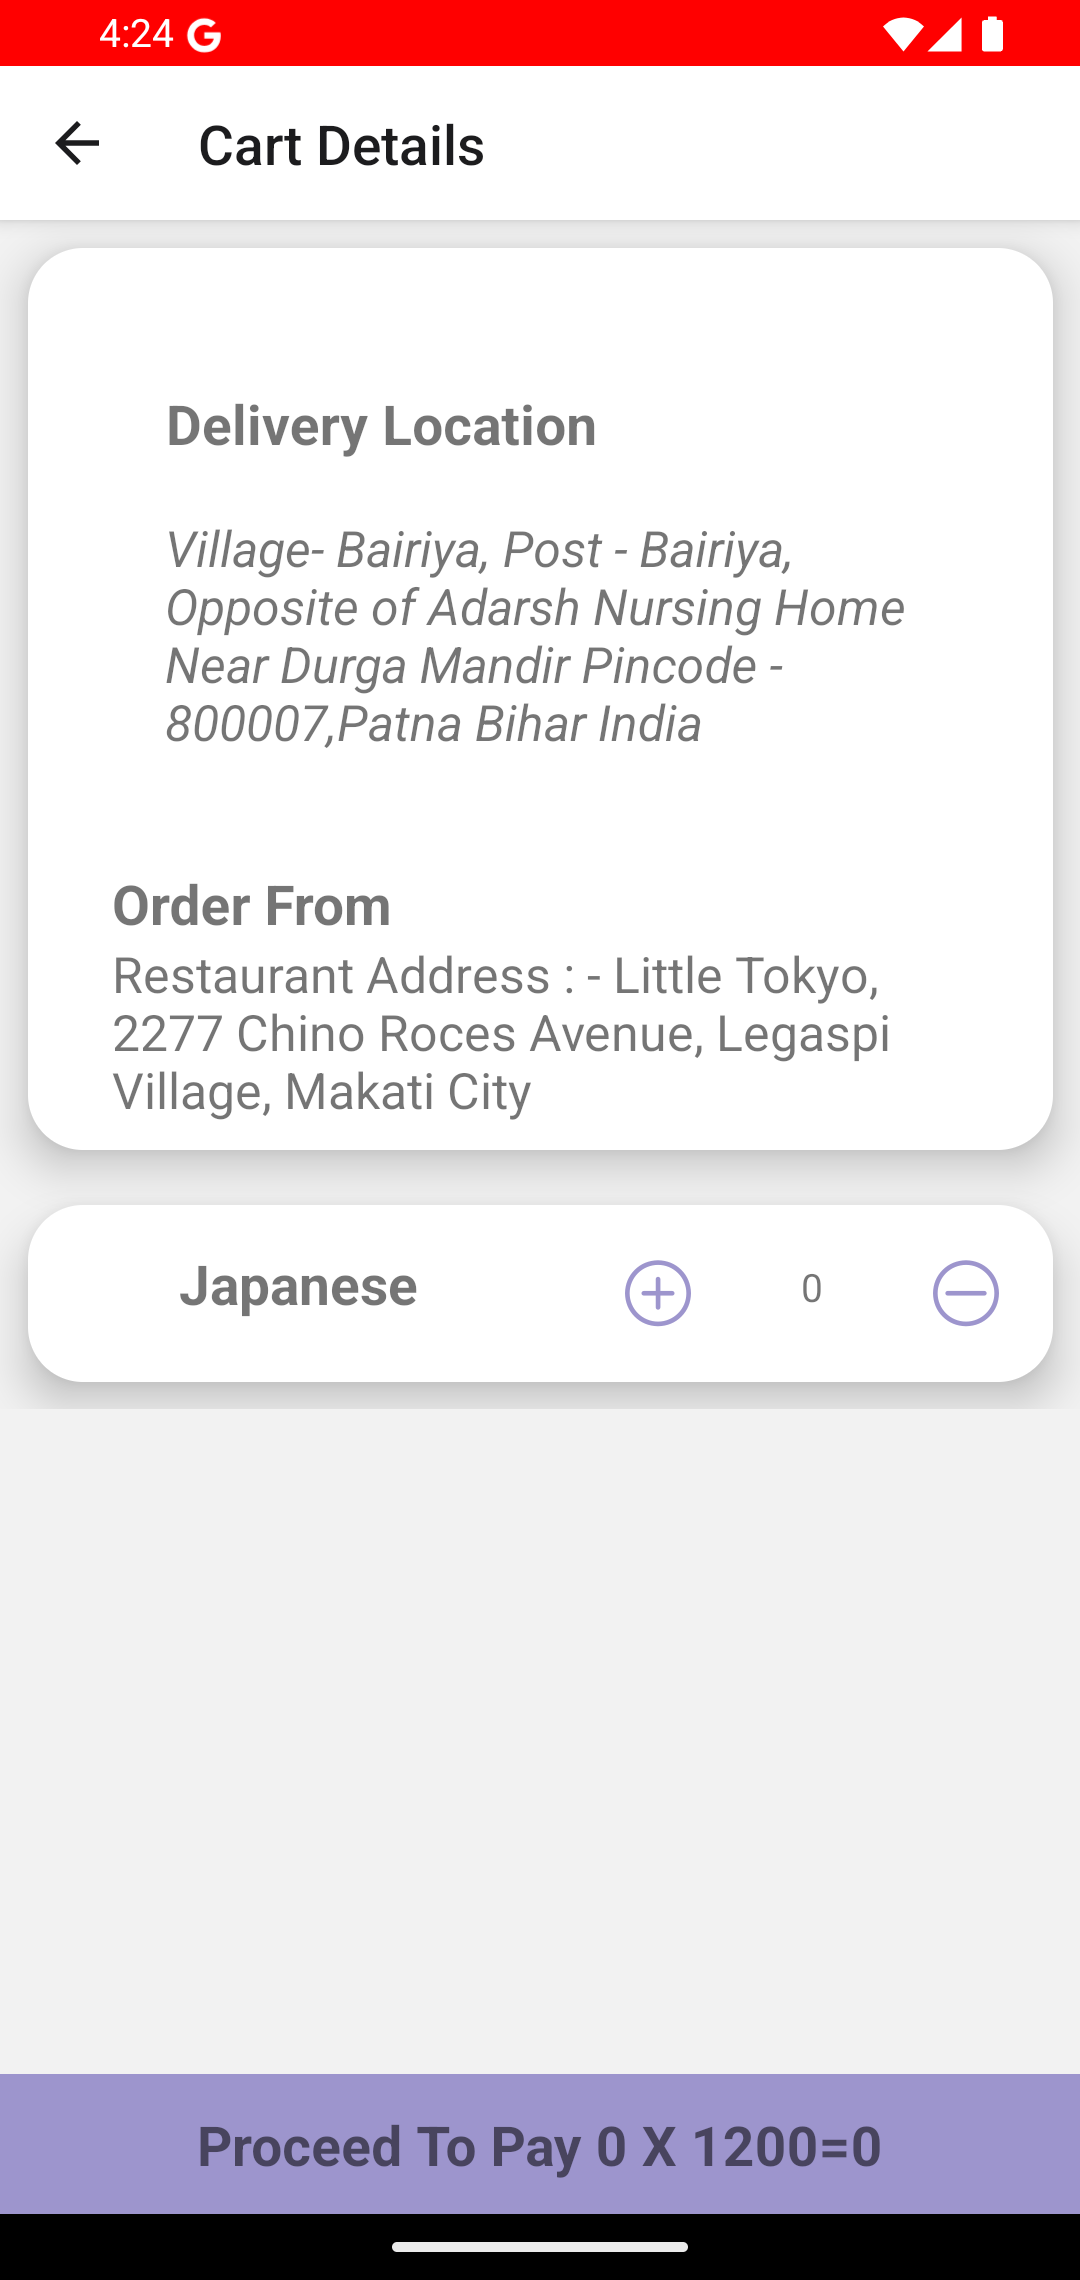 4:24
Cart Details
Delivery Location
Village- Bairiya, Post - Bairiya,
Opposite of Adarsh Nursing Home
Near Durga Mandir Pincode -
800007,Patna Bihar India
Order From
Restaurant Address : - Little Tokyo,
2277 Chino Roces Avenue, Legaspi
Village, Makati City
Japanese 0
Proceed To Pay 0 X 1200=0